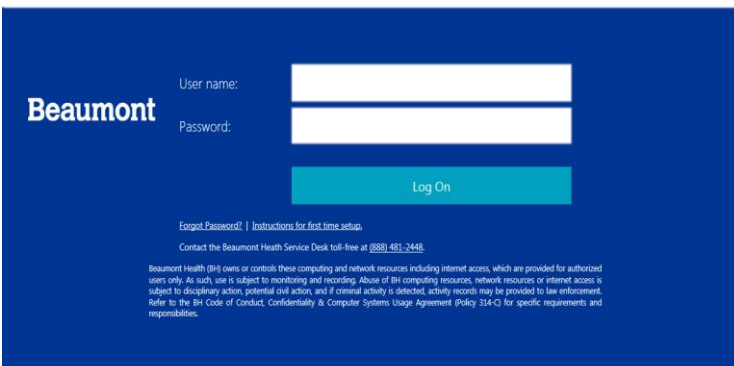 User name:
Beaumont
Password:
Log On
Forgot Password? | Instructions for first time setup.
Contact the Beaumont Heath Service Desk toll-free at (888) 481-2448.
Beaumont Health (BH) owns or controls these computing and network resources including internet access, which are provided for authorized
users only. As such, use is subject to monitoring and recording. Abuse of BH computing resources, network resources or internet access is
subject to disciplinary action, potential civil action, and if criminal activity is detected, activity records may be provided to law enforcement.
Refer to the BH Code of Conduct, Confidentiality & Computer Systems Usage Agreement (Policy 314-C) for specific requirements and
responsibilities.